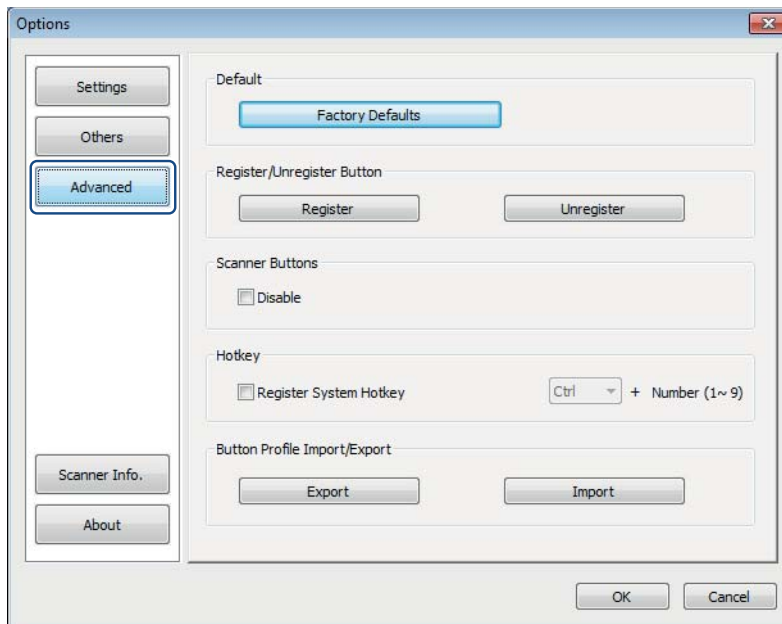 Options
Settings
Others
Advanced
Scanner Info.
About
Default
Factory Defaults
Register/Unregister Button
Register Unregister
Scanner Buttons
Disable
Hotkey
Register System Hotkey Ctrl + Number (1~ 9)
Button Profile Import/Export
Export Import
OK Cancel